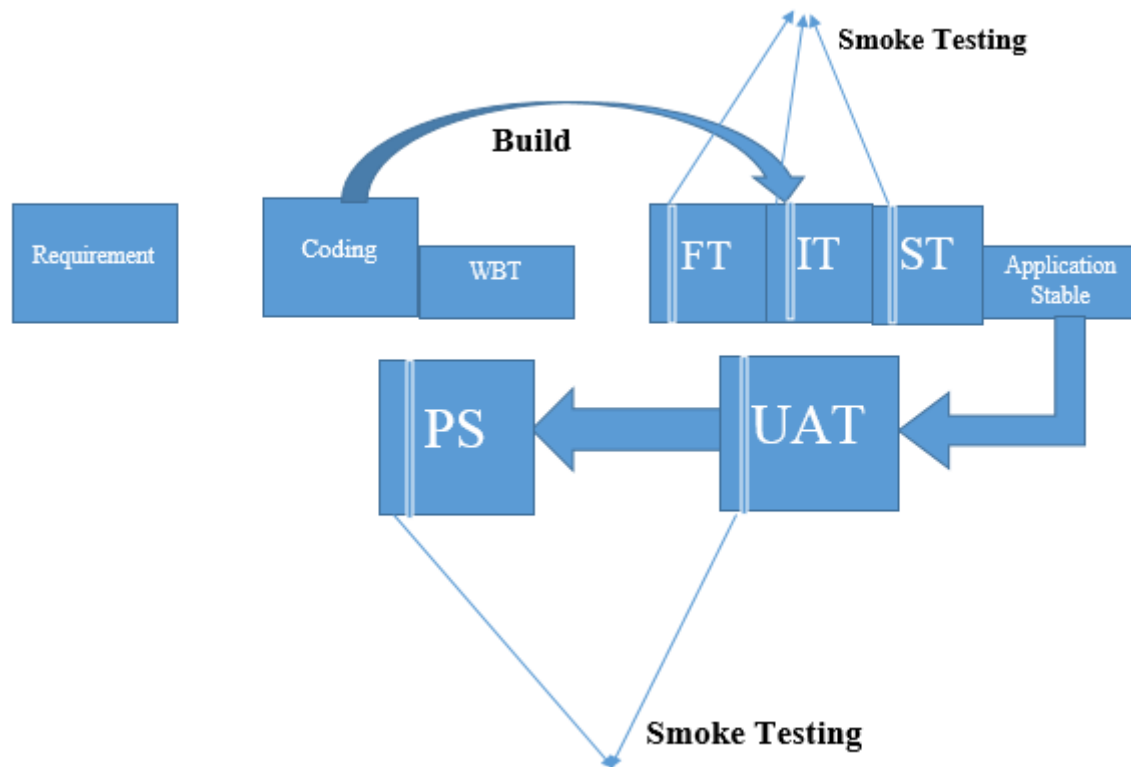 Smoke Testing
Build
Requirement
Coding
WBT
FT
IT
ST
Application
Stable
PS
UAT
Smoke Testing